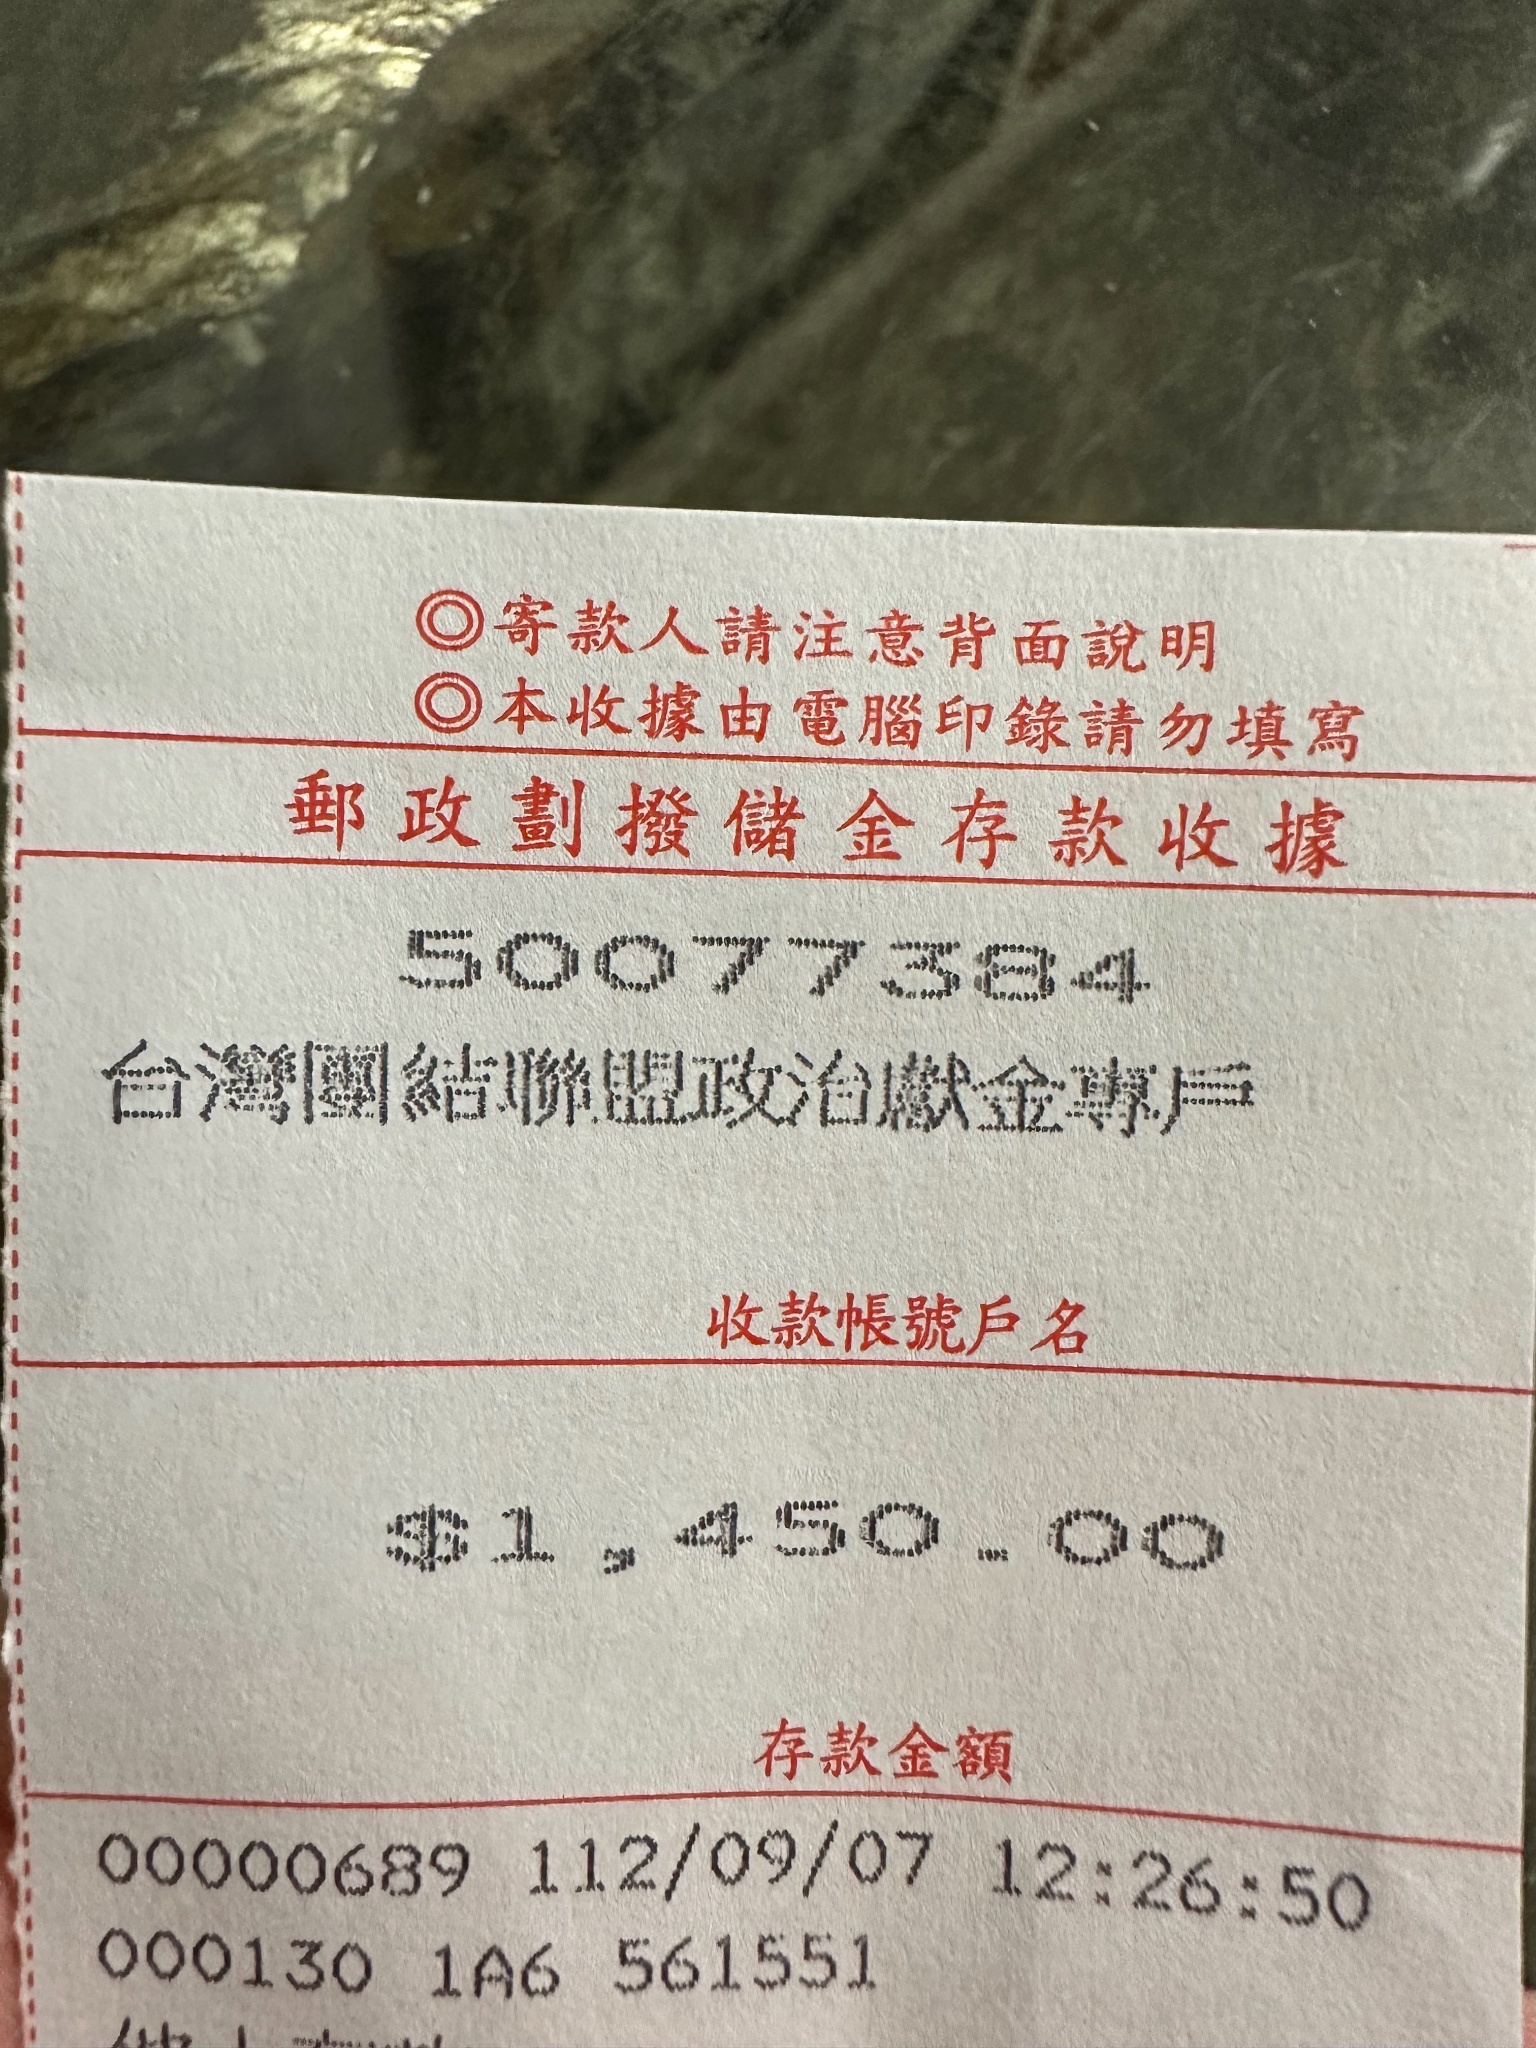 ◎寄款人請注意背面說明
◎本收據由電腦印錄請勿填寫
郵政劃撥儲金存款收據
50077384
台灣團結聯盟政治獻金專戶
收款帳號戶名
$1,450.00
存款金額
00000689 112/09/07 12:26:50
000130 1A6 561551